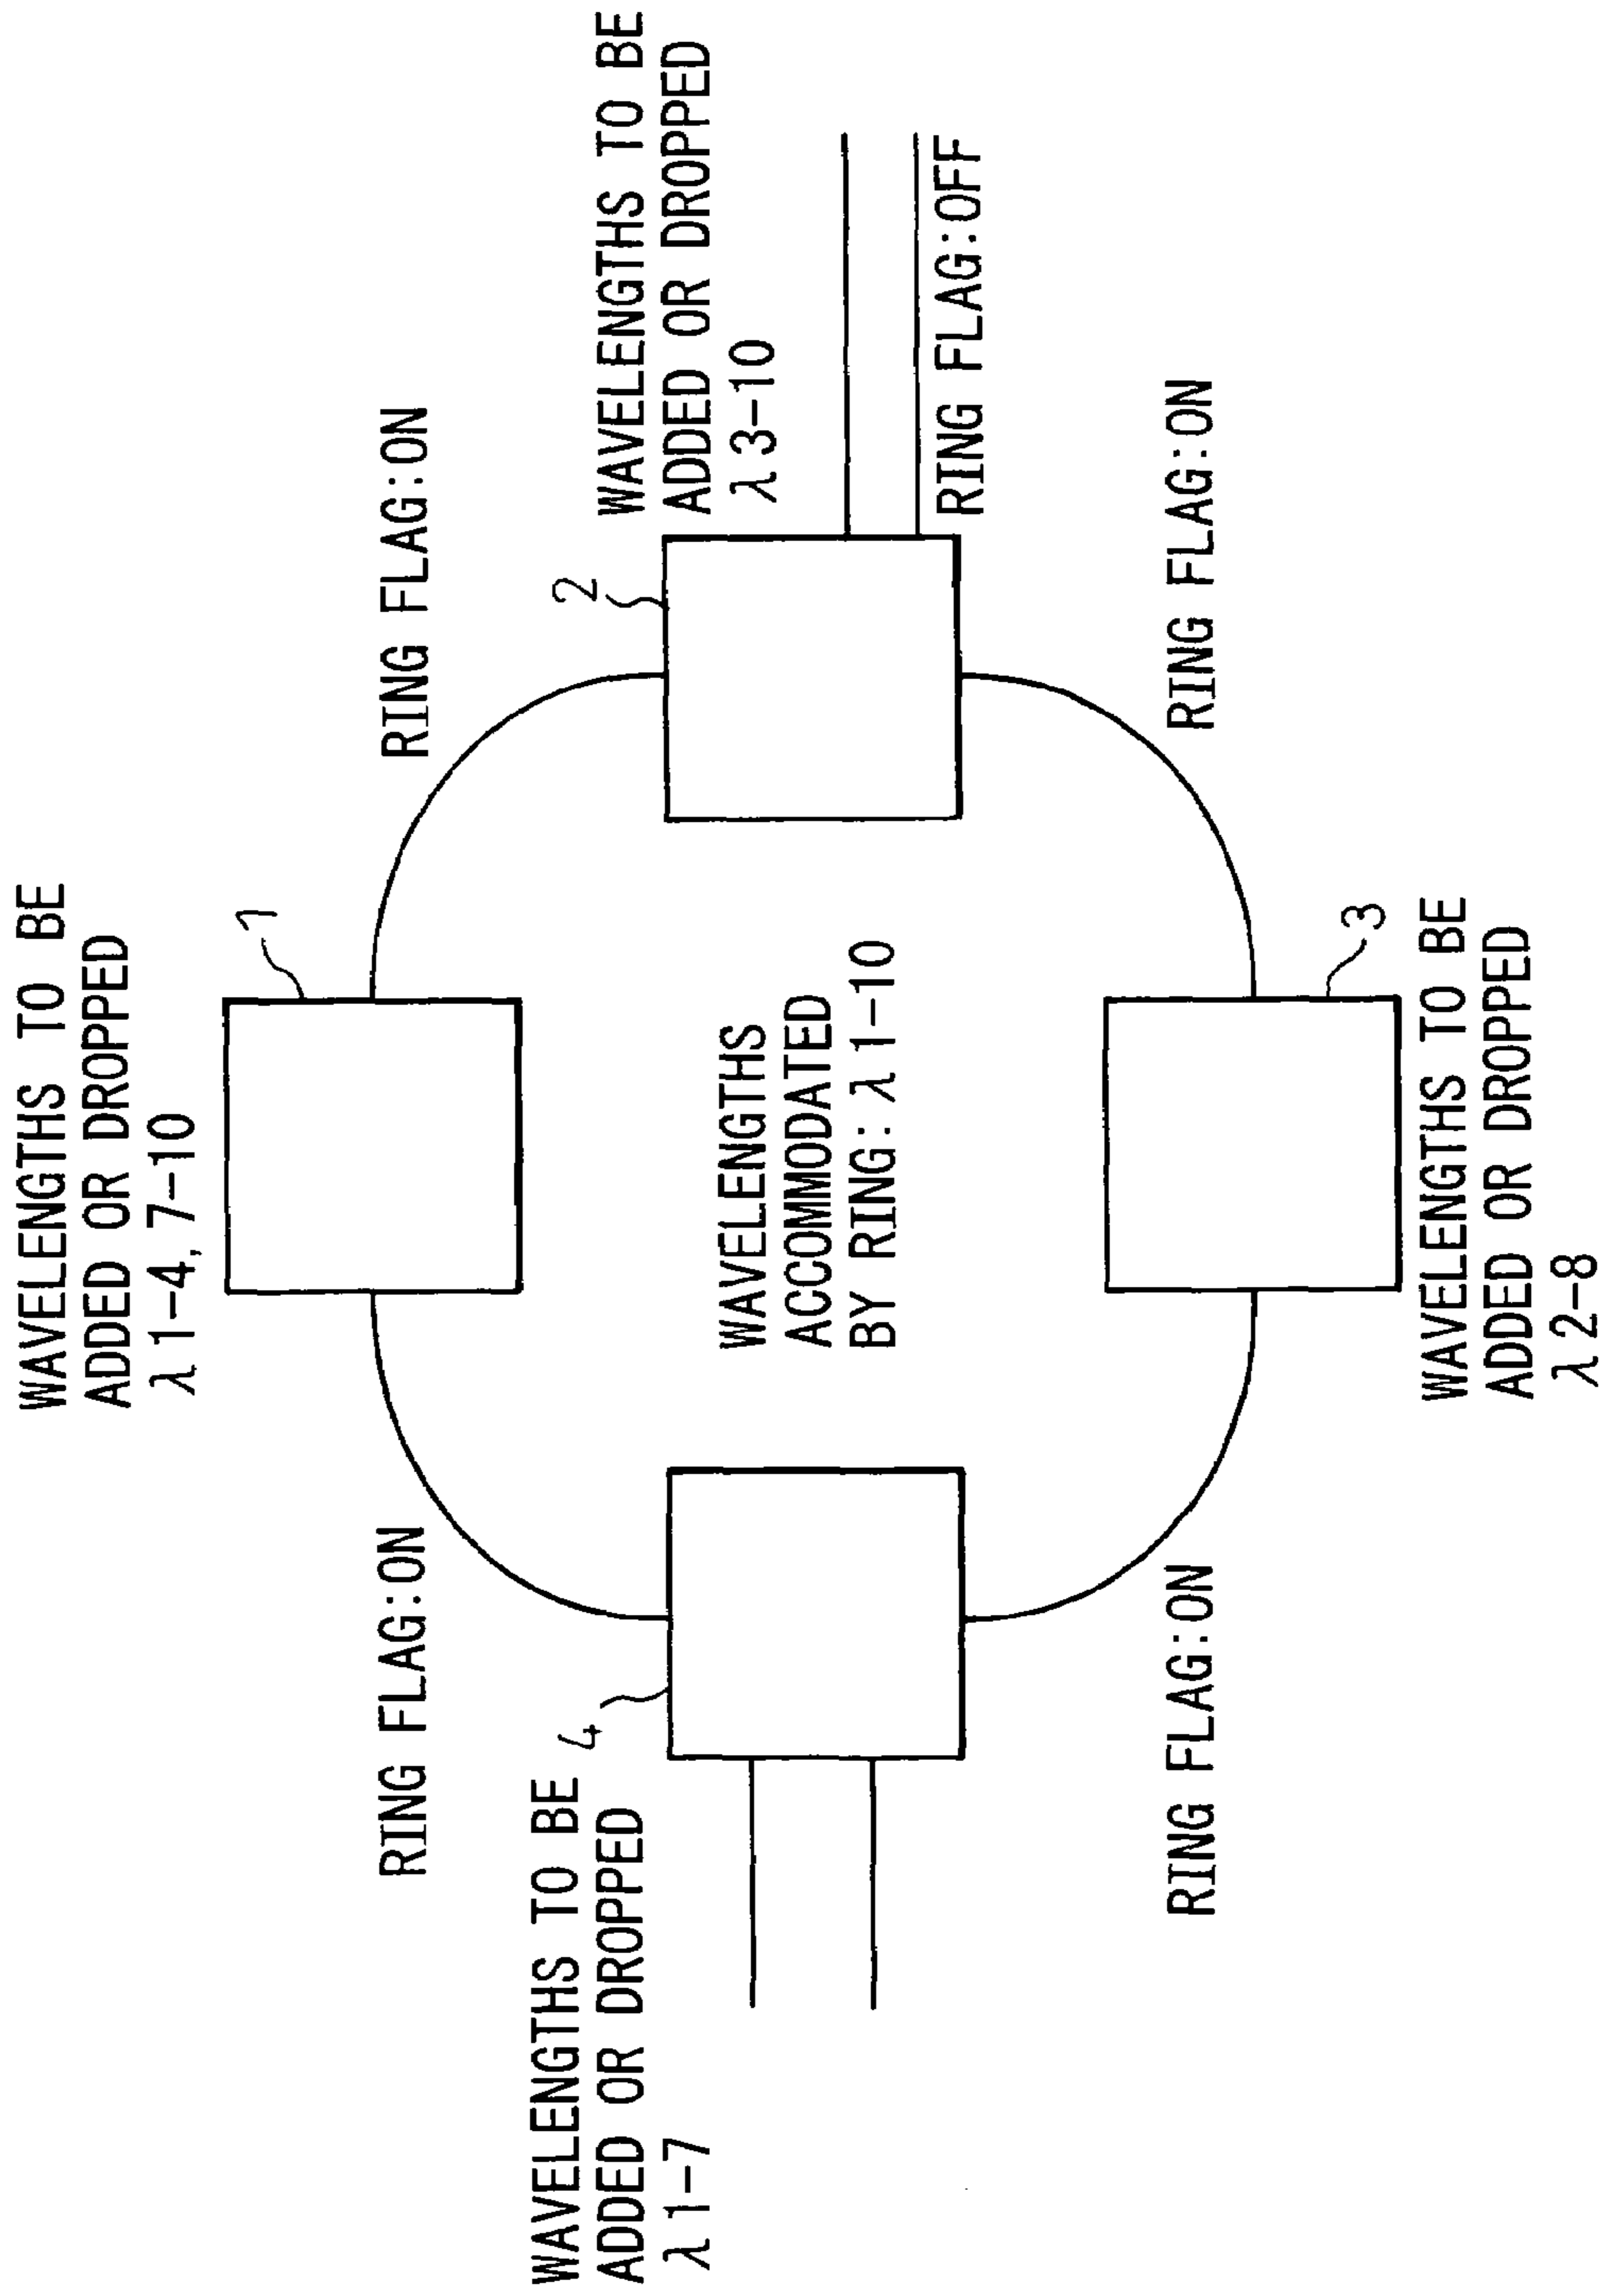 WAVELENGTHS TO BE
ADDED OR DROPPED
λ1-4,7-10
1
RING FLAG:ON
RING FLAG:ON
WAVELENGTHS TO BE
ADDED OR DROPPED
λ1-7
4
WAVELENGTHS
ACCOMMODATED
BY RING:λ1-10
2
WAVELENGTHS TO BE
ADDED OR DROPPED
λ3-10
RING FLAG:OFF
RING FLAG:ON
RING FLAG:ON
3
WAVELENGTHS TO BE
ADDED OR DROPPED
λ2-8